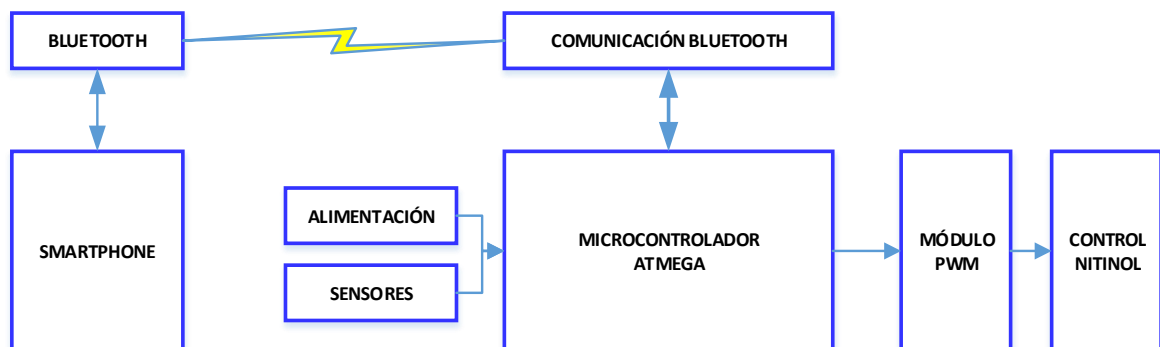 BLUETOOTH
COMUNICACIÓN BLUETOOTH
SMARTPHONE
ALIMENTACIÓN
SENSORES
MICROCONTROLADOR
ATMEGA
MÓDULO
PWM
CONTROL
NITINOL